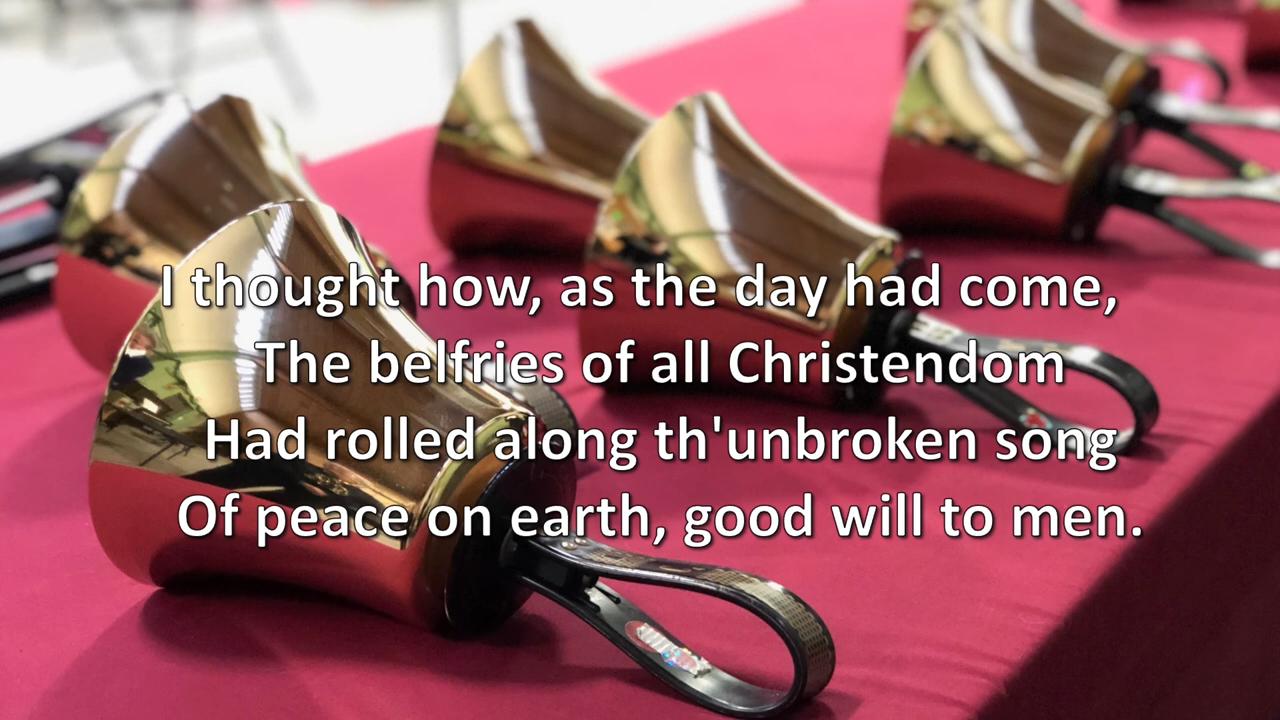 I thought how, as the day had come,
The belfries of all Christendom
Had rolled along th'unbroken song
Of peace on earth, good will to men.